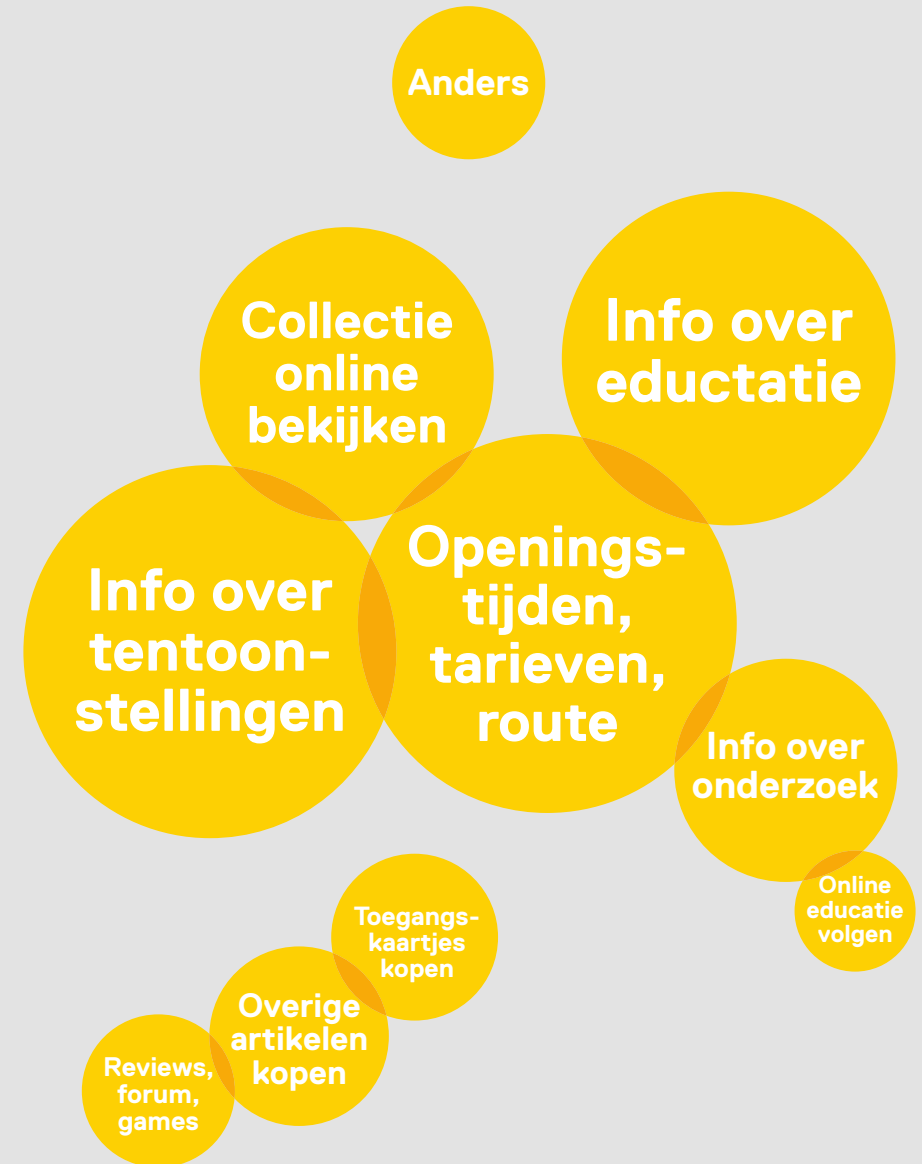 Anders
Collectie
online
bekijken
Info over
eductatie
Info over
tentoon-
stellingen
Openings-
tijden,
tarieven,
route
Info over
onderzoek
Online
educatie
volgen
Toegangs-
kaartjes
kopen
Overige
artikelen
kopen
Reviews,
forum,
games